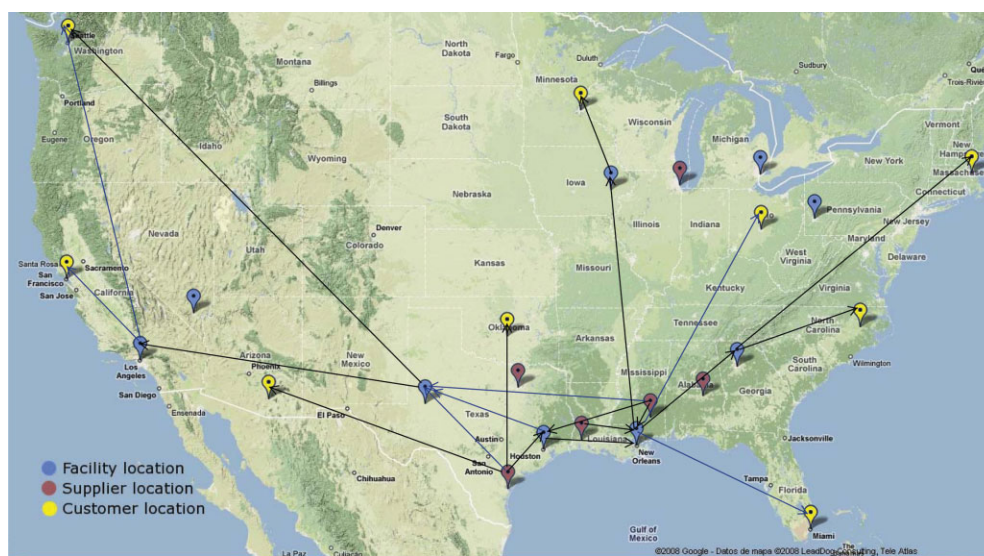 Seattle
Washington
Montana
North
Dakota
Fargo
Duluth
Minnesota
Sudbury
Portland
Billings
Eugene
Oregon
Idaho
South
Dakota
Wisconsin
Michigan
Vermont
New
Hampshire
New York
Massachusetts
Connecticut
Wyoming
Iowa
Nebraska
Nevada
Utah
Denver
Colorado
Illinois
Indiana
Pennsylvania
New Jersey
Maryland
Delaware
West
Virginia
Santa Rosa
Sacramento
San
Francisco
San Jose
California
Kansas
Missouri
Kentucky
Virginia
Oklahoma
Arkansas
Tennessee
North
Carolina
Wilmington
Los
Angeles
San Diego
Ensenada
Arizona
Phoenix
New
Mexico
El Paso
Texas
Mississippi
Alabama
Georgia
South
Carolina
Austin
San
Antonio
Houston
Louisiana
New
Orleans
Jacksonville
Tampa
Florida
Miami
Chihuahua
Gulf of
Mexico
La Paz
Facility location
Supplier location
Customer location
©2008 Google - Datos de mapa ©2008 LeadDog Consulting, Tele Atlas